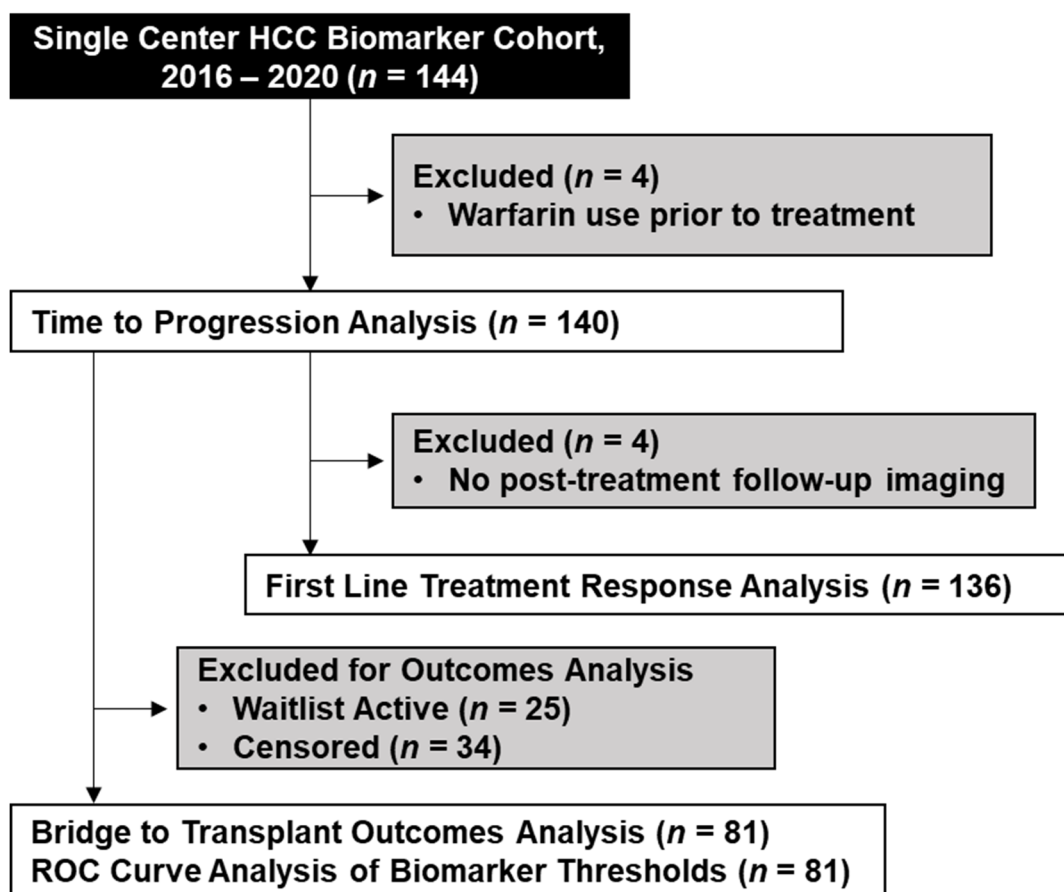 Single Center HCC Biomarker Cohort,
2016 – 2020 (n = 144)
Excluded (n = 4)
• Warfarin use prior to treatment
Time to Progression Analysis (n = 140)
Excluded (n = 4)
• No post-treatment follow-up imaging
First Line Treatment Response Analysis (n = 136)
Excluded for Outcomes Analysis
• Waitlist Active (n = 25)
• Censored (n = 34)
Bridge to Transplant Outcomes Analysis (n = 81)
ROC Curve Analysis of Biomarker Thresholds (n = 81)